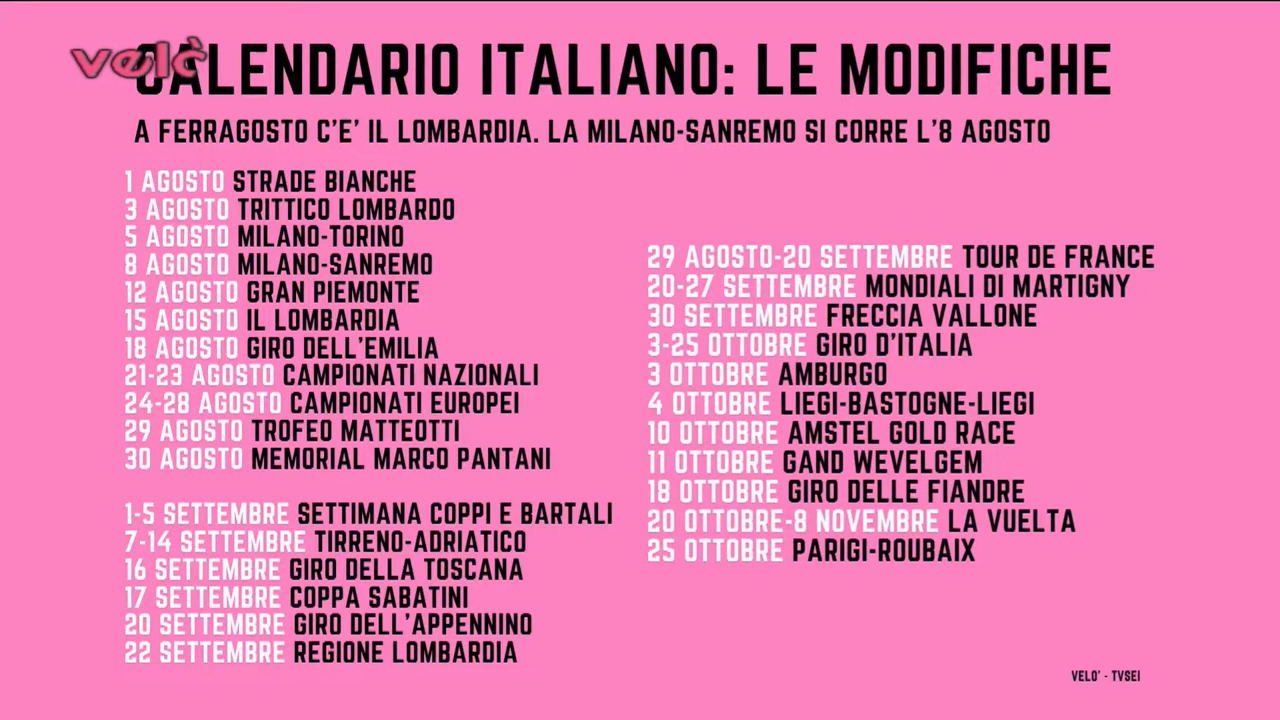 velò
CALENDARIO ITALIANO: LE MODIFICHE
A FERRAGOSTO C'E' IL LOMBARDIA. LA MILANO-SANREMO SI CORRE L'8 AGOSTO
1 AGOSTO STRADE BIANCHE
3 AGOSTO TRITTICO LOMBARDO
5 AGOSTO MILANO-TORINO
8 AGOSTO MILANO-SANREMO
12 AGOSTO GRAN PIEMONTE
15 AGOSTO IL LOMBARDIA
18 AGOSTO GIRO DELL'EMILIA
21-23 AGOSTO CAMPIONATI NAZIONALI
24-28 AGOSTO CAMPIONATI EUROPEI
29 AGOSTO TROFEO MATTEOTTI
30 AGOSTO MEMORIAL MARCO PANTANI
1-5 SETTEMBRE SETTIMANA COPPI E BARTALI
7-14 SETTEMBRE TIRRENO-ADRIATICO
16 SETTEMBRE GIRO DELLA TOSCANA
17 SETTEMBRE COPPA SABATINI
20 SETTEMBRE GIRO DELL'APPENNINO
22 SETTEMBRE REGIONE LOMBARDIA
29 AGOSTO-20 SETTEMBRE TOUR DE FRANCE
20-27 SETTEMBRE MONDIALI DI MARTIGNY
30 SETTEMBRE FRECCIA VALLONE
3-25 OTTOBRE GIRO D'ITALIA
3 OTTOBRE AMBURGO
4 OTTOBRE LIEGI-BASTOGNE-LIEGI
10 OTTOBRE AMSTEL GOLD RACE
11 OTTOBRE GAND WEVELGEM
18 OTTOBRE GIRO DELLE FIANDRE
20 OTTOBRE-8 NOVEMBRE LA VUELTA
25 OTTOBRE PARIGI-ROUBAIX
VELO' - TVSEI